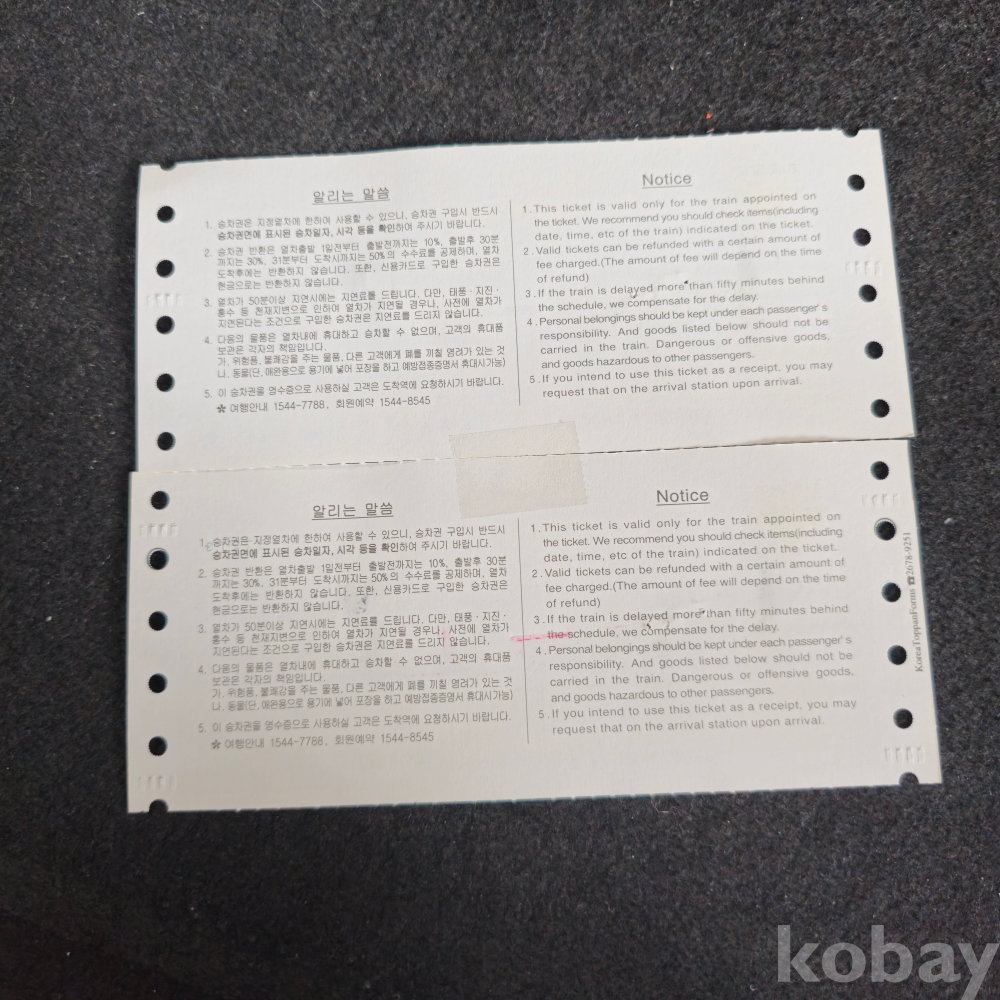 알리는 말씀
1. 승차권은 지정열차에 한하여 사용할 수 있으니, 승차권 구입시 반드시
승차권면에 표시된 승차일자, 시각 등을 확인하여 주시기 바랍니다.
2. 승차권 반환은 열차출발 1일전부터 출발전까지는 10%, 출발후 30분
까지는 30%, 31분부터 도착시까지는 50%의 수수료를 공제하며, 열차
도착후에는 반환하지 않습니다. 또한, 신용카드로 구입한 승차권은
현금으로는 반환하지 않습니다.
3. 열차가 50분이상 지연시에는 지연료를 드립니다. 다만, 태풍·지진·
홍수 등 천재지변으로 인하여 열차가 지연될 경우나, 사전에 열차가
지연된다는 조건으로 구입한 승차권은 지연료를 드리지 않습니다.
4. 다음의 물품은 열차내에 휴대하고 승차할 수 없으며, 고객의 휴대품
보관은 각자의 책임입니다.
가. 위험품, 불쾌감을 주는 물품, 다른 고객에게 폐를 끼칠 염려가 있는 것
나. 동물(단, 애완용으로 용기에 넣어 포장을 하고 예방접종증명서 휴대시가능)
5. 이 승차권을 영수증으로 사용하실 고객은 도착역에 요청하시기 바랍니다.
☆ 여행안내 1544-7788, 회원예약 1544-8545
Notice
1. This ticket is valid only for the train appointed on
the ticket. We recommend you should check items(including
date, time, etc of the train) indicated on the ticket.
2. Valid tickets can be refunded with a certain amount of
fee charged.(The amount of fee will depend on the time
of refund)
3. If the train is delayed more than fifty minutes behind
the schedule, we compensate for the delay.
4. Personal belongings should be kept under each passenger's
responsibility. And goods listed below should not be
carried in the train. Dangerous or offensive goods,
and goods hazardous to other passengers.
5. If you intend to use this ticket as a receipt, you may
request that on the arrival station upon arrival.
알리는 말씀
1. 승차권은 지정열차에 한하여 사용할 수 있으니, 승차권 구입시 반드시
승차권면에 표시된 승차일자, 시각 등을 확인하여 주시기 바랍니다.
2. 승차권 반환은 열차출발 1일전부터 출발전까지는 10%, 출발후 30분
까지는 30%, 31분부터 도착시까지는 50%의 수수료를 공제하며, 열차
도착후에는 반환하지 않습니다. 또한, 신용카드로 구입한 승차권은
현금으로는 반환하지 않습니다.
3. 열차가 50분이상 지연시에는 지연료를 드립니다. 다만, 태풍·지진·
홍수 등 천재지변으로 인하여 열차가 지연될 경우나, 사전에 열차가
지연된다는 조건으로 구입한 승차권은 지연료를 드리지 않습니다.
4. 다음의 물품은 열차내에 휴대하고 승차할 수 없으며, 고객의 휴대품
보관은 각자의 책임입니다.
가. 위험품, 불쾌감을 주는 물품, 다른 고객에게 폐를 끼칠 염려가 있는 것
나. 동물(단, 애완용으로 용기에 넣어 포장을 하고 예방접종증명서 휴대시가능)
5. 이 승차권을 영수증으로 사용하실 고객은 도착역에 요청하시기 바랍니다.
☆ 여행안내 1544-7788, 회원예약 1544-8545
Notice
1. This ticket is valid only for the train appointed on
the ticket. We recommend you should check items(including
date, time, etc of the train) indicated on the ticket.
2. Valid tickets can be refunded with a certain amount of
fee charged.(The amount of fee will depend on the time
of refund)
3. If the train is delayed more than fifty minutes behind
the schedule, we compensate for the delay.
4. Personal belongings should be kept under each passenger's
responsibility. And goods listed below should not be
carried in the train. Dangerous or offensive goods,
and goods hazardous to other passengers.
5. If you intend to use this ticket as a receipt, you may
request that on the arrival station upon arrival.
KoreaToppanForms ☎2678-9251
kobay